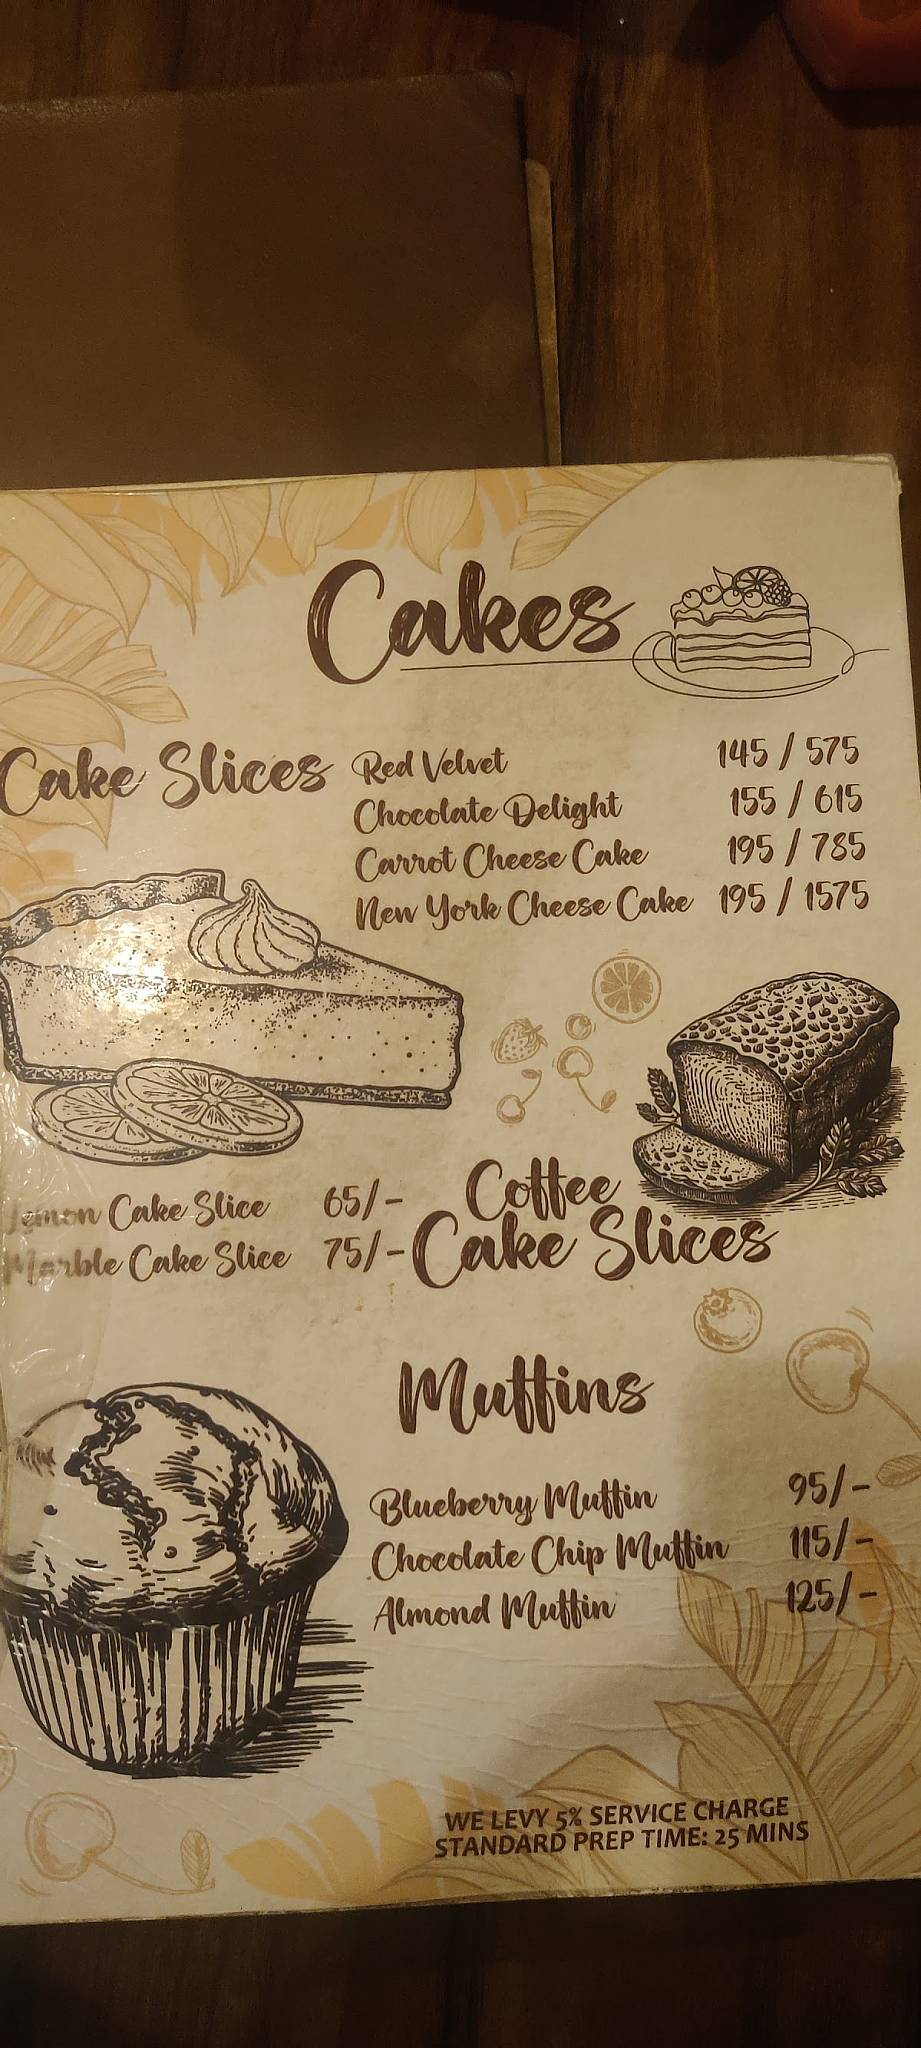 Cakes
Cake Slices
Red Velvet 145 / 575
Chocolate Delight 155 / 615
Carrot Cheese Cake 195 / 785
New York Cheese Cake 195 / 1575
Coffee
Cake Slices
Lemon Cake Slice 65/-
Marble Cake Slice 75/-
Muffins
Blueberry Muffin 95/-
Chocolate Chip Muffin 115/-
Almond Muffin 125/-
WE LEVY 5% SERVICE CHARGE
STANDARD PREP TIME: 25 MINS